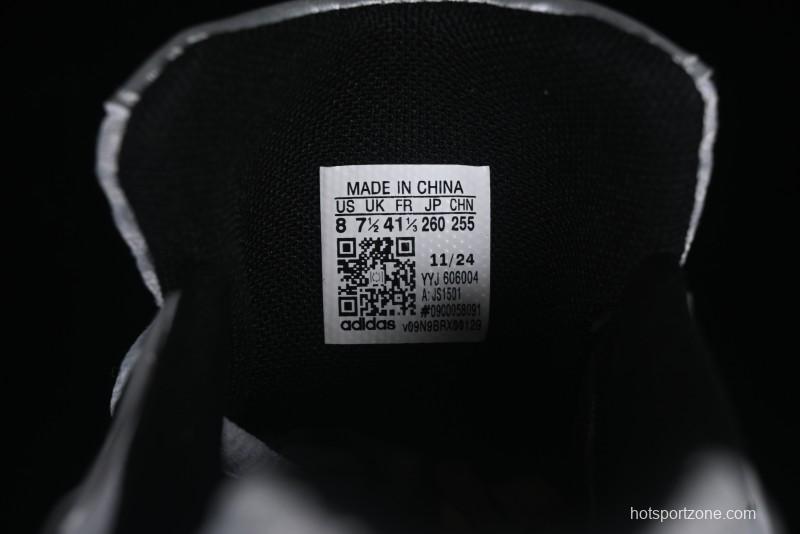 MADE IN CHINA
US UK FR JP CHN
8 7½ 41⅓ 260 255
11/24
YYJ 606004
A: JS1501
#0900058091
adidas v09N9BRX00129
hotsportzone.com